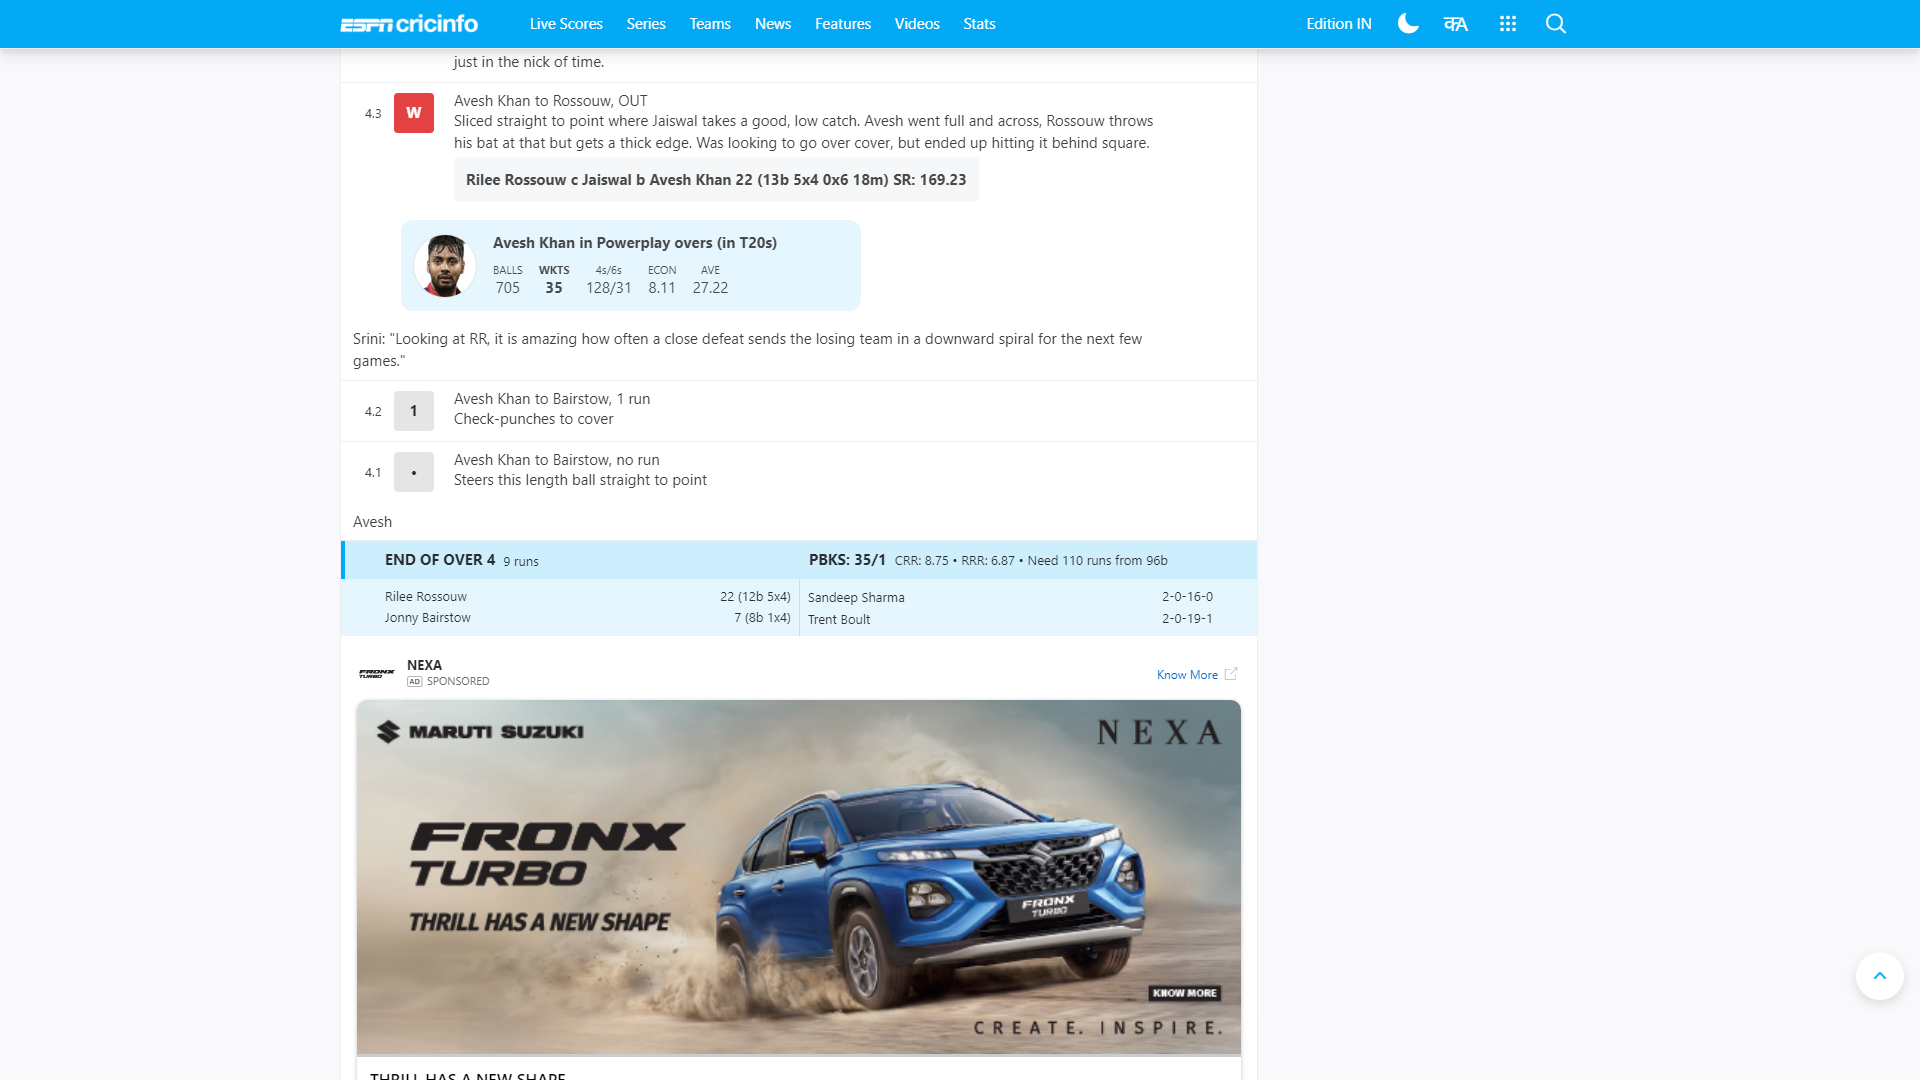 ESPN cricinfo Live Scores Series Teams News Features Videos Stats Edition IN कA
just in the nick of time.
4.3 W Avesh Khan to Rossouw, OUT
Sliced straight to point where Jaiswal takes a good, low catch. Avesh went full and across, Rossouw throws
his bat at that but gets a thick edge. Was looking to go over cover, but ended up hitting it behind square.
Rilee Rossouw c Jaiswal b Avesh Khan 22 (13b 5x4 0x6 18m) SR: 169.23
Avesh Khan in Powerplay overs (in T20s)
BALLS WKTS 4s/6s ECON AVE
705 35 128/31 8.11 27.22
Srini: "Looking at RR, it is amazing how often a close defeat sends the losing team in a downward spiral for the next few
games."
4.2 1 Avesh Khan to Bairstow, 1 run
Check-punches to cover
4.1 • Avesh Khan to Bairstow, no run
Steers this length ball straight to point
Avesh
END OF OVER 4 9 runs PBKS: 35/1 CRR: 8.75 • RRR: 6.87 • Need 110 runs from 96b
Rilee Rossouw 22 (12b 5x4) Sandeep Sharma 2-0-16-0
Jonny Bairstow 7 (8b 1x4) Trent Boult 2-0-19-1
FRONX TURBO NEXA
AD SPONSORED
Know More
MARUTI SUZUKI NEXA
FRONX
TURBO
THRILL HAS A NEW SHAPE
FRONX
TURBO
KNOW MORE
CREATE. INSPIRE.
THRILL HAS A NEW SHAPE